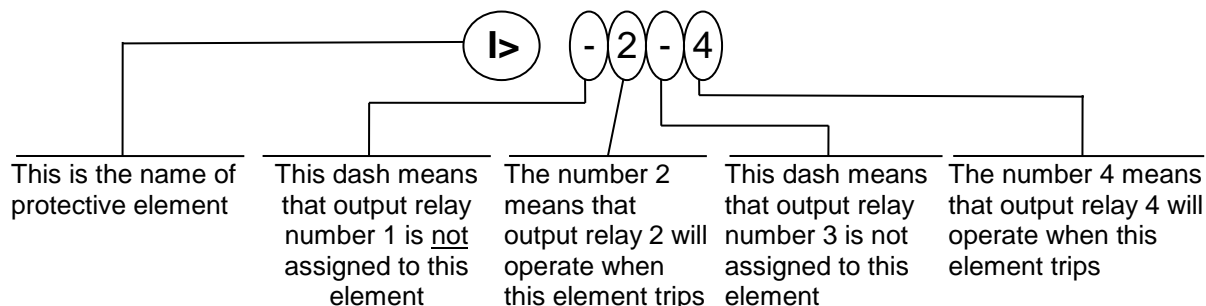 I> - 2 - 4
This is the name of
protective element
This dash means
that output relay
number 1 is not
assigned to this
element
The number 2
means that
output relay 2 will
operate when
this element trips
This dash means
that output relay
number 3 is not
assigned to this
element
The number 4 means
that output relay 4 will
operate when this
element trips